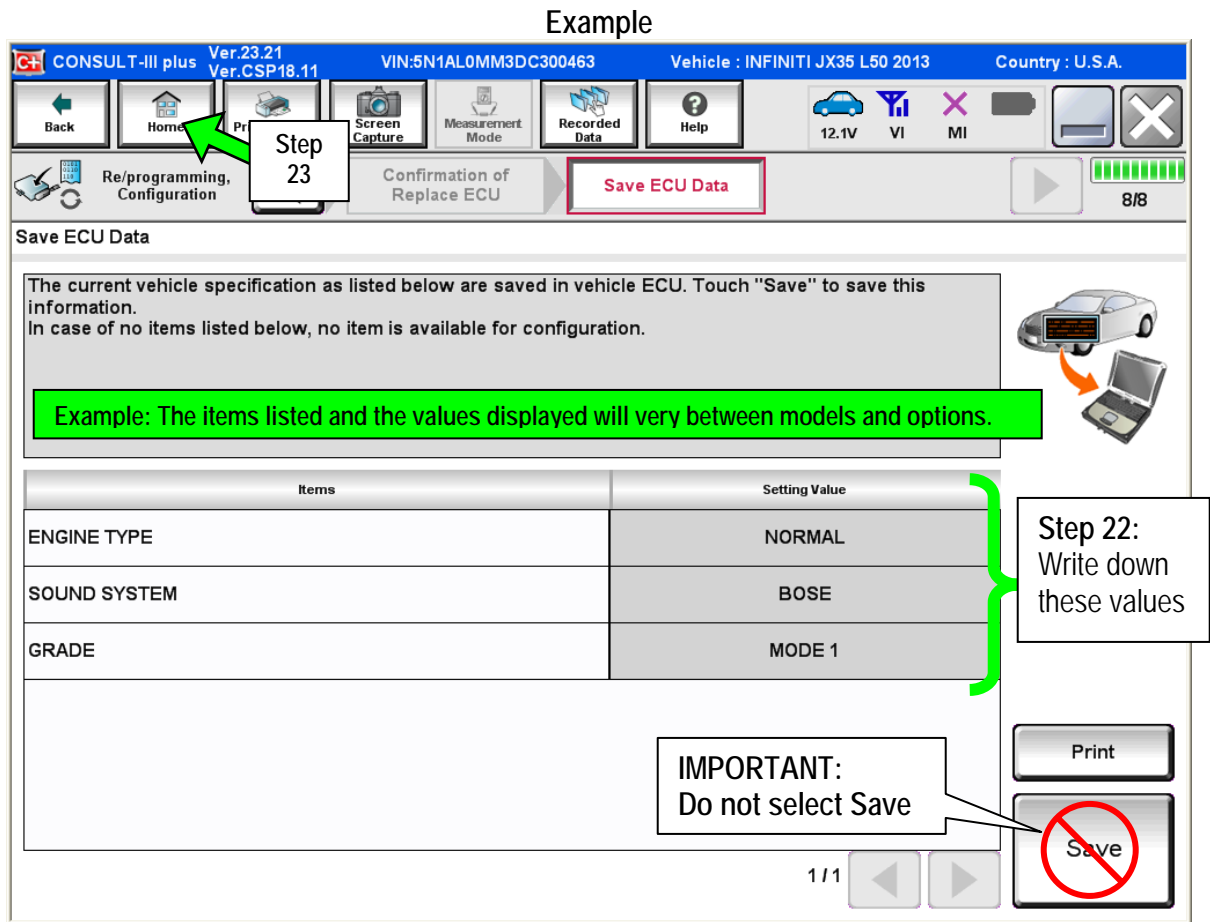 Example
CONSULT-III plus Ver.23.21 Ver.CSP18.11 VIN:5N1AL0MM3DC300463 Vehicle : INFINITI JX35 L50 2013 Country : U.S.A.
Back Home Screen Capture Measurement Mode Recorded Data Help 12.1V VI MI
Step 23
Re/programming, Configuration
Confirmation of Replace ECU
Save ECU Data
8/8
Save ECU Data
The current vehicle specification as listed below are saved in vehicle ECU. Touch "Save" to save this
information.
In case of no items listed below, no item is available for configuration.
Example: The items listed and the values displayed will very between models and options.
Items Setting Value
ENGINE TYPE NORMAL
SOUND SYSTEM BOSE
GRADE MODE 1
Step 22:
Write down
these values
IMPORTANT:
Do not select Save
Print
Save
1/1